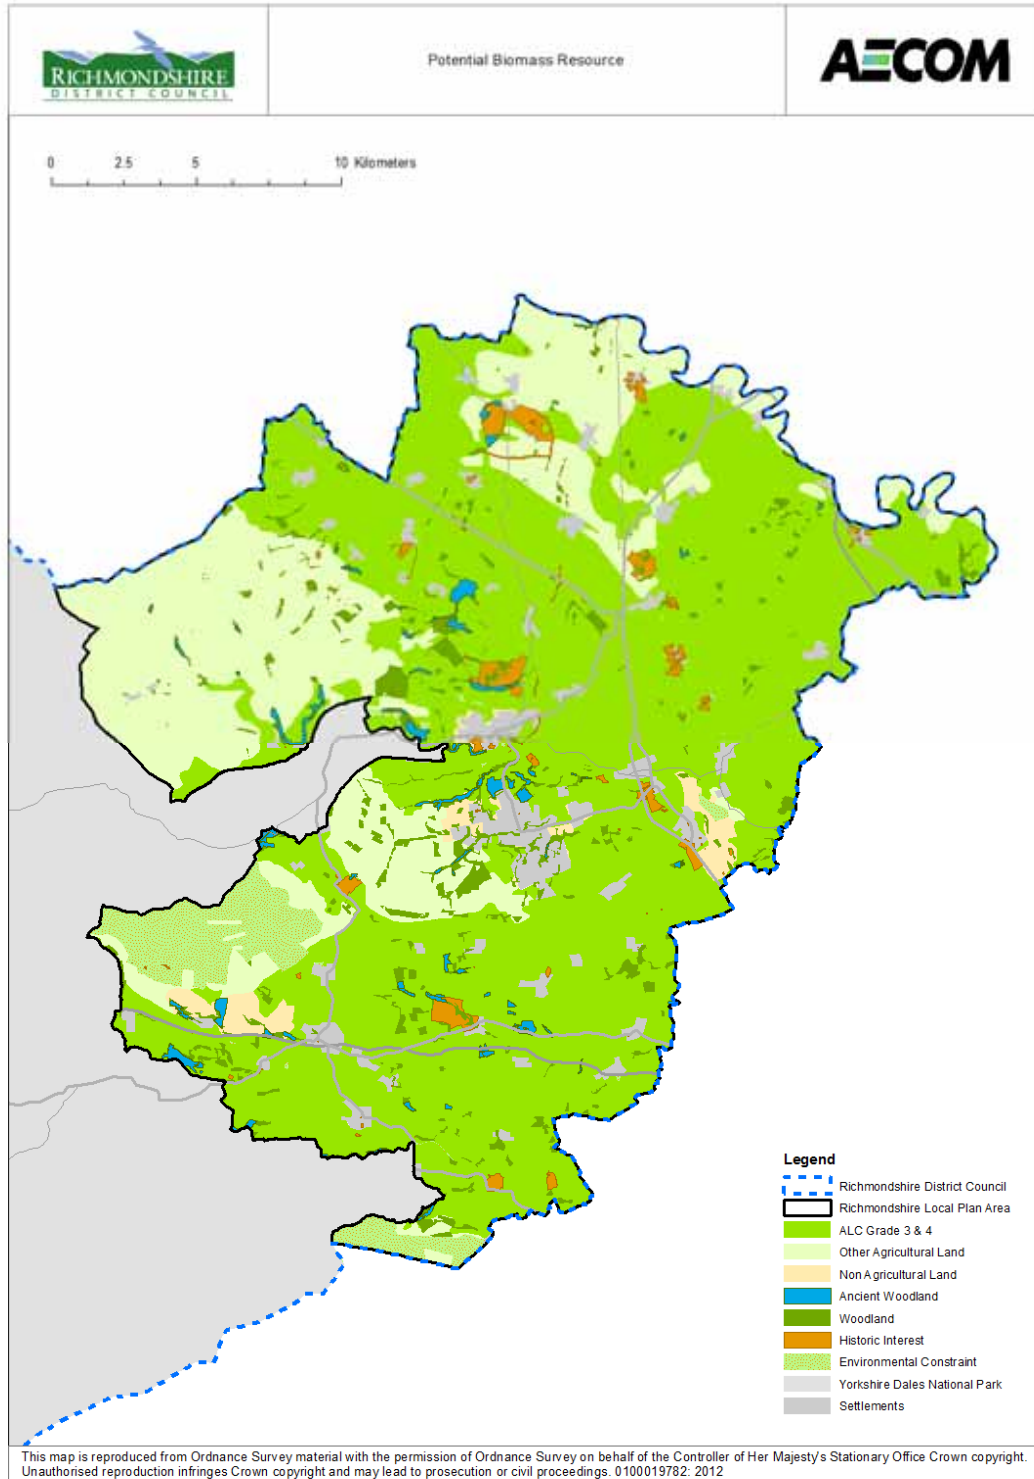 RICHMONDSHIRE
DISTRICT COUNCIL
Potential Biomass Resource
AECOM
0 2.5 5 10 Kilometers
Legend
Richmondshire District Council
Richmondshire Local Plan Area
ALC Grade 3 & 4
Other Agricultural Land
Non Agricultural Land
Ancient Woodland
Woodland
Historic Interest
Environmental Constraint
Yorkshire Dales National Park
Settlements
This map is reproduced from Ordnance Survey material with the permission of Ordnance Survey on behalf of the Controller of Her Majesty's Stationary Office Crown copyright.
Unauthorised reproduction infringes Crown copyright and may lead to prosecution or civil proceedings. 0100019782: 2012